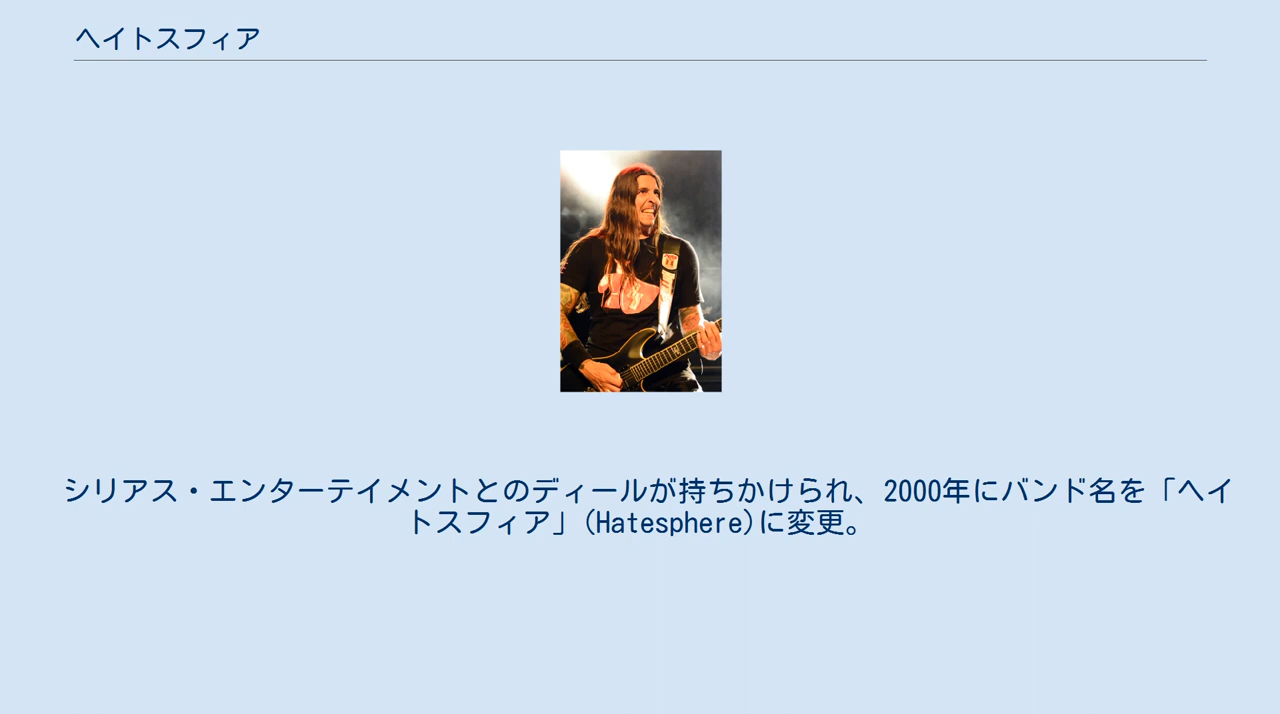 ヘイトスフィア
シリアス・エンターテイメントとのディールが持ちかけられ、2000年にバンド名を「ヘイ
トスフィア」(Hatesphere)に変更。